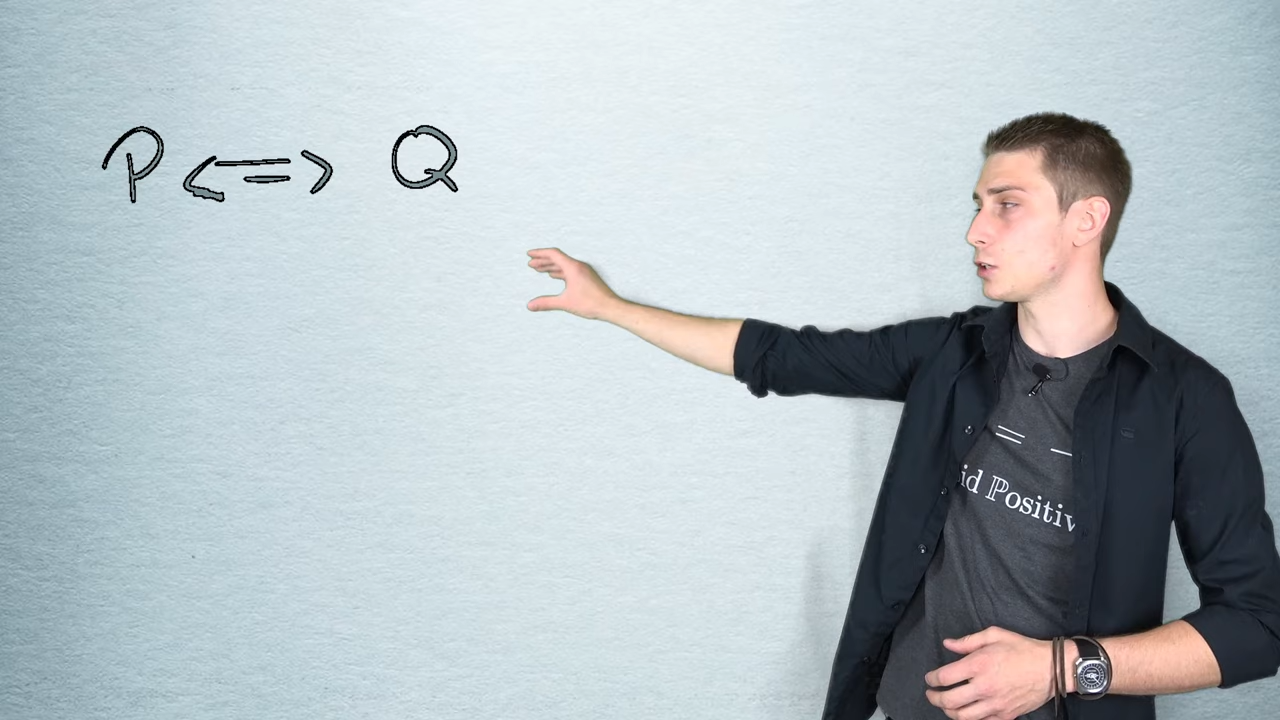 P <=> Q
id ℙositiv